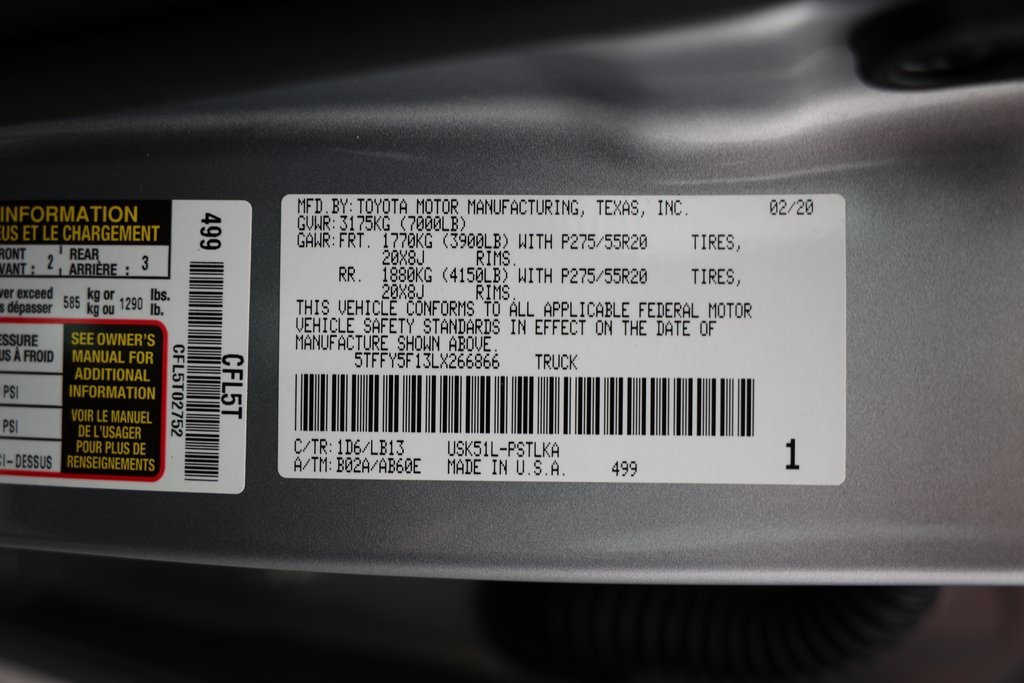 INFORMATION
US ET LE CHARGEMENT
RONT 2 REAR 3
VANT : ARRIÈRE :
ver exceed 585 kg or 1290 lbs.
s dépasser kg ou lb.
ESSURE
US À FROID
PSI
PSI
CI-DESSUS
SEE OWNER'S
MANUAL FOR
ADDITIONAL
INFORMATION
VOIR LE MANUEL
DE L'USAGER
POUR PLUS DE
RENSEIGNEMENTS
499
CFL5T
CFL5T02752
MFD.BY:TOYOTA MOTOR MANUFACTURING, TEXAS, INC. 02/20
GVWR:3175KG (7000LB)
GAWR:FRT. 1770KG (3900LB) WITH P275/55R20 TIRES,
20X8J RIMS.
RR. 1880KG (4150LB) WITH P275/55R20 TIRES,
20X8J RIMS.
THIS VEHICLE CONFORMS TO ALL APPLICABLE FEDERAL MOTOR
VEHICLE SAFETY STANDARDS IN EFFECT ON THE DATE OF
MANUFACTURE SHOWN ABOVE.
5TFFY5F13LX266866 TRUCK
C/TR:1D6/LB13 USK51L-PSTLKA
A/TM:B02A/AB60E MADE IN U.S.A. 499
1